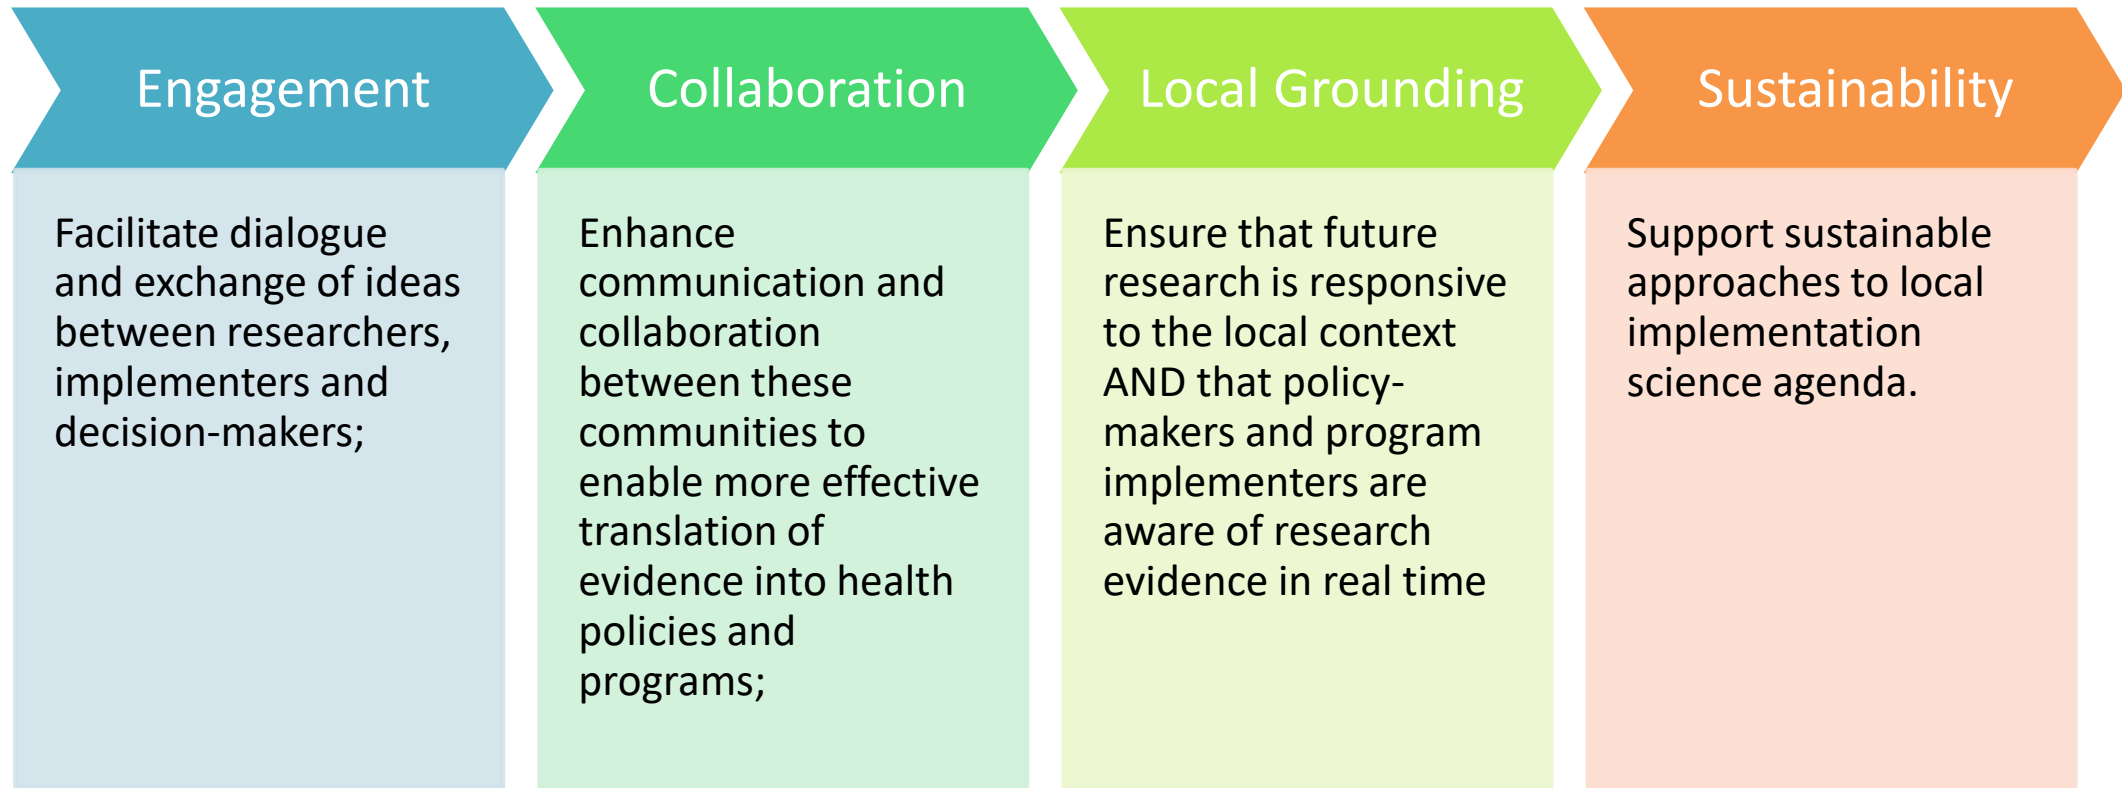 Engagement
Facilitate dialogue
and exchange of ideas
between researchers,
implementers and
decision-makers;
Collaboration
Enhance
communication and
collaboration
between these
communities to
enable more effective
translation of
evidence into health
policies and
programs;
Local Grounding
Ensure that future
research is responsive
to the local context
AND that policy-
makers and program
implementers are
aware of research
evidence in real time
Sustainability
Support sustainable
approaches to local
implementation
science agenda.